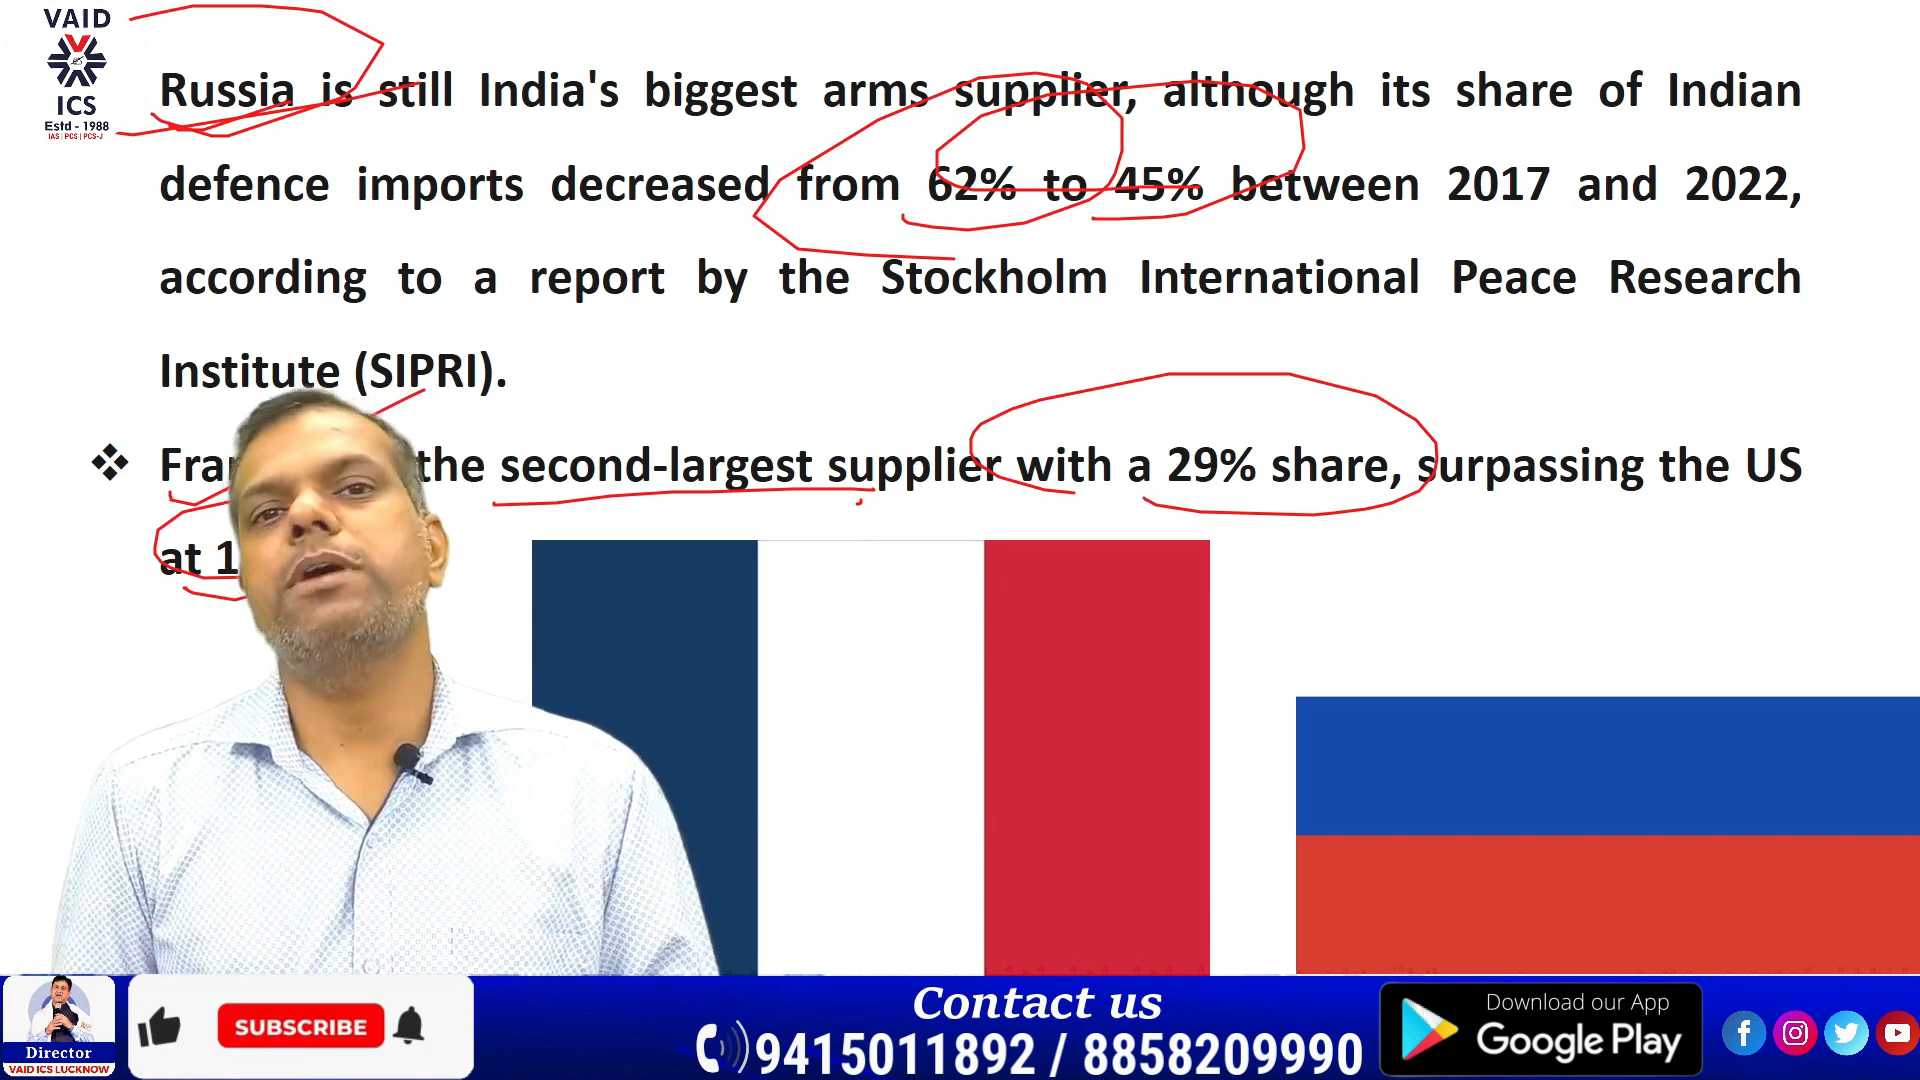 VAID
ICS
Estd - 1988
IAS | PCS | PCS-J
Russia is still India's biggest arms supplier, although its share of Indian
defence imports decreased from 62% to 45% between 2017 and 2022,
according to a report by the Stockholm International Peace Research
Institute (SIPRI).
❖ the second-largest supplier with a 29% share, surpassing the US
at
Director
VAID ICS LUCKNOW
SUBSCRIBE
Contact us
9415011892 / 8858209990
Download our App
Google Play